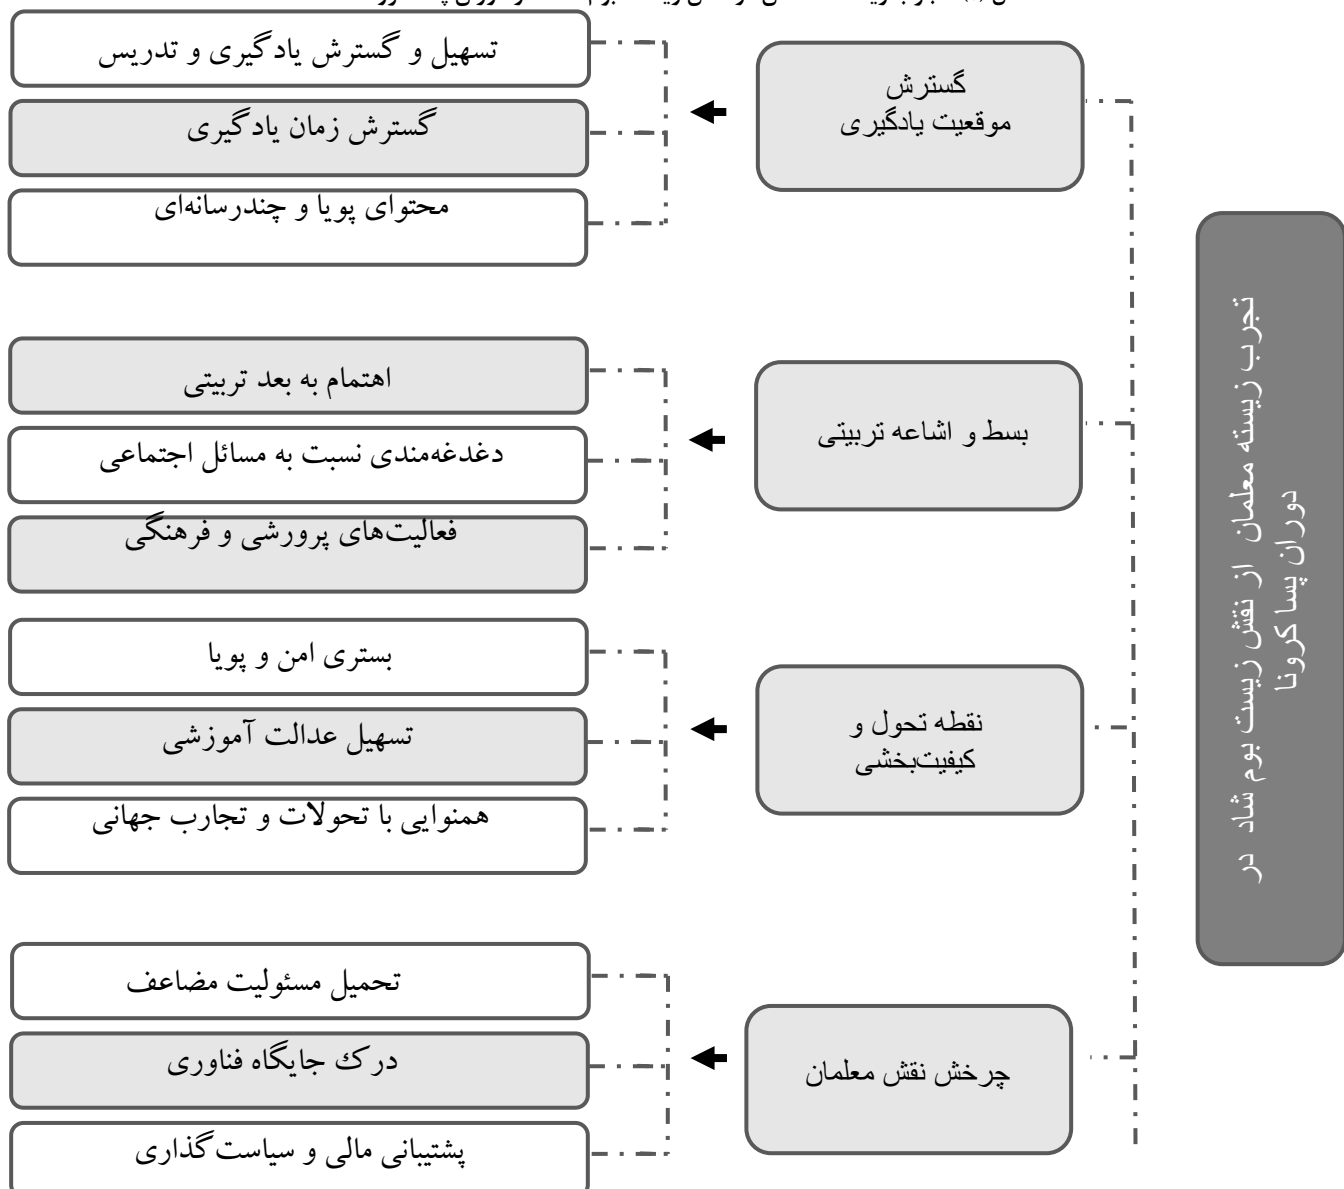 تجرب زیسته معلمان از نقش زیست بوم شاد در
دوران پسا کرونا
گسترش
موقعیت یادگیری
تسهیل و گسترش یادگیری و تدریس
گسترش زمان یادگیری
محتوای پویا و چندرسانه‌ای
بسط و اشاعه تربیتی
اهتمام به بعد تربیتی
دغدغه‌مندی نسبت به مسائل اجتماعی
فعالیت‌های پرورشی و فرهنگی
نقطه تحول و
کیفیت‌بخشی
بستری امن و پویا
تسهیل عدالت آموزشی
همنوایی با تحولات و تجارب جهانی
چرخش نقش معلمان
تحمیل مسئولیت مضاعف
درک جایگاه فناوری
پشتیبانی مالی و سیاست‌گذاری